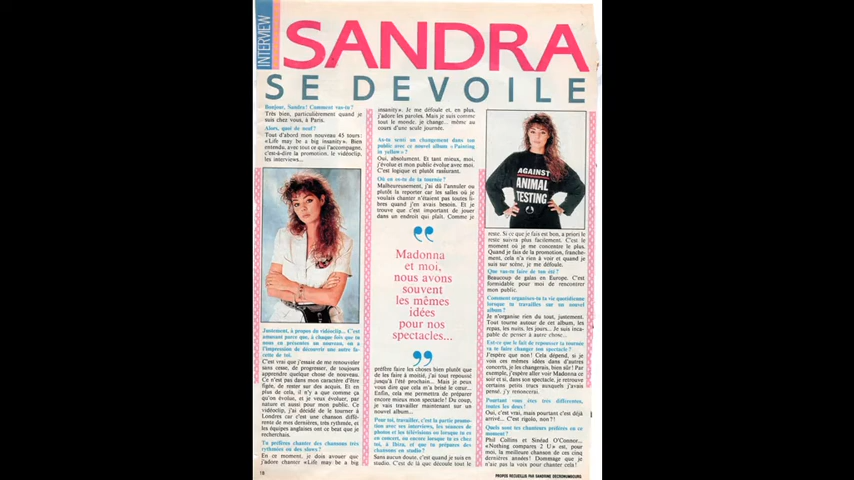 INTERVIEW
SANDRA
SE DEVOILE
Bonjour, Sandra! Comment vas-tu?
Très bien, particulièrement quand je
suis chez vous, à Paris.
Alors, quoi de neuf?
Tout d'abord mon nouveau 45 tours:
«Life may be a big insanity». Bien
entendu, avec tout ce qui l'accompagne,
c'est-à-dire la promotion, le vidéoclip,
les interviews...
Justement, à propos du vidéoclip... C'est
amusant parce que, à chaque fois que tu
nous en présentes un nouveau, on a
l'impression de découvrir une autre fa-
cette de toi.
C'est vrai que j'essaie de me renouveler
sans cesse, de progresser, de toujours
apprendre quelque chose de nouveau.
Ce n'est pas dans mon caractère d'être
figée, de rester sur des acquis. Et en
plus de cela, il n'y a que comme ça
qu'on évolue, et je veux évoluer, par
nature et aussi pour mon public. Ce
vidéoclip, j'ai décidé de le tourner à
Londres car c'est une chanson diffé-
rente de mes dernières, très rythmée, et
les équipes anglaises ont ce beat que je
recherchais.
Tu préfères chanter des chansons très
rythmées ou des slows?
En ce moment, je dois avouer que
j'adore chanter «Life may be a big
insanity». Je me défoule et, en plus,
j'adore les paroles. Mais je suis comme
tout le monde, je change... même au
cours d'une seule journée.
As-tu senti un changement dans ton
public avec ce nouvel album «Painting
in yellow»?
Oui, absolument. Et tant mieux, moi,
j'évolue et mon public évolue avec moi.
C'est logique et plutôt rassurant.
Où en es-tu de ta tournée?
Malheureusement, j'ai dû l'annuler ou
plutôt la reporter car les salles où je
voulais chanter n'étaient pas toutes li-
bres quand j'en avais besoin. Et je
trouve que c'est important de jouer
dans un endroit qui plaît. Comme je
“
Madonna
et moi,
nous avons
souvent
les mêmes
idées
pour nos
spectacles...
”
préfère faire les choses bien plutôt que
de les faire à moitié, j'ai tout repoussé
jusqu'à l'été prochain... Mais je peux
vous dire que cela m'a brisé le cœur...
Enfin, cela me permettra de préparer
encore mieux mon spectacle! Du coup,
je vais travailler maintenant sur un
nouvel album...
Pour toi, travailler, c'est la partie promo-
tion avec ses interviews, les séances de
photos et les télévisions ou lorsque tu es
en concert, ou encore lorsque tu es chez
toi, à Ibiza, et que tu prépares des
chansons en studio?
Sans aucun doute, c'est quand je suis en
studio. C'est de là que découle tout le
AGAINST
ANIMAL
TESTING
reste. Si ce que je fais est bon, a priori le
reste suivra plus facilement. C'est le
moment où je me concentre le plus.
Quand je fais de la promotion, franche-
ment, cela n'a rien à voir et quand je
suis sur scène, je me défoule.
Que vas-tu faire de ton été?
Beaucoup de galas en Europe. C'est
formidable pour moi de rencontrer
mon public.
Comment organises-tu ta vie quotidienne
lorsque tu travailles sur un nouvel
album?
Je n'organise rien du tout, justement.
Tout tourne autour de cet album, les
repas, les nuits, les jours... Je suis inca-
pable de penser à autre chose...
Est-ce que le fait de repousser ta tournée
va te faire changer ton spectacle?
J'espère que non! Cela dépend, si je
vois ces mêmes idées dans d'autres
concerts, je les changerais, bien sûr! Par
exemple, j'espère aller voir Madonna ce
soir et si, dans son spectacle, je retrouve
certains petits trucs auxquels j'avais
pensé, j'y renoncerai.
Pourtant vous êtes très différentes,
toutes les deux!
Oui, c'est vrai, mais pourtant c'est déjà
arrivé... C'est rigolo, non?!
Quels sont tes chanteurs préférés en ce
moment?
Phil Collins et Sinéad O'Connor...
«Nothing compares 2 U» est, pour
moi, la meilleure chanson de ces cinq
dernières années! Dommage que je
n'aie pas la voix pour chanter cela!
18